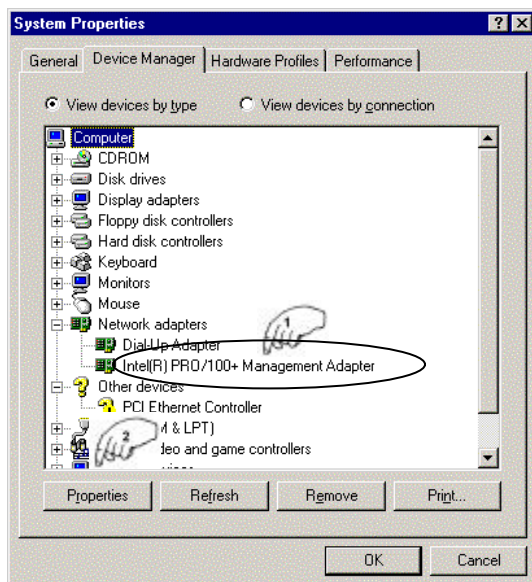 System Properties
General Device Manager Hardware Profiles Performance
View devices by type View devices by connection
Computer
CDROM
Disk drives
Display adapters
Floppy disk controllers
Hard disk controllers
Keyboard
Monitors
Mouse
Network adapters
1
Dial-Up Adapter
Intel(R) PRO/100+ Management Adapter
Other devices
PCI Ethernet Controller
& LPT)
2
and game controllers
Properties Refresh Remove Print...
OK Cancel